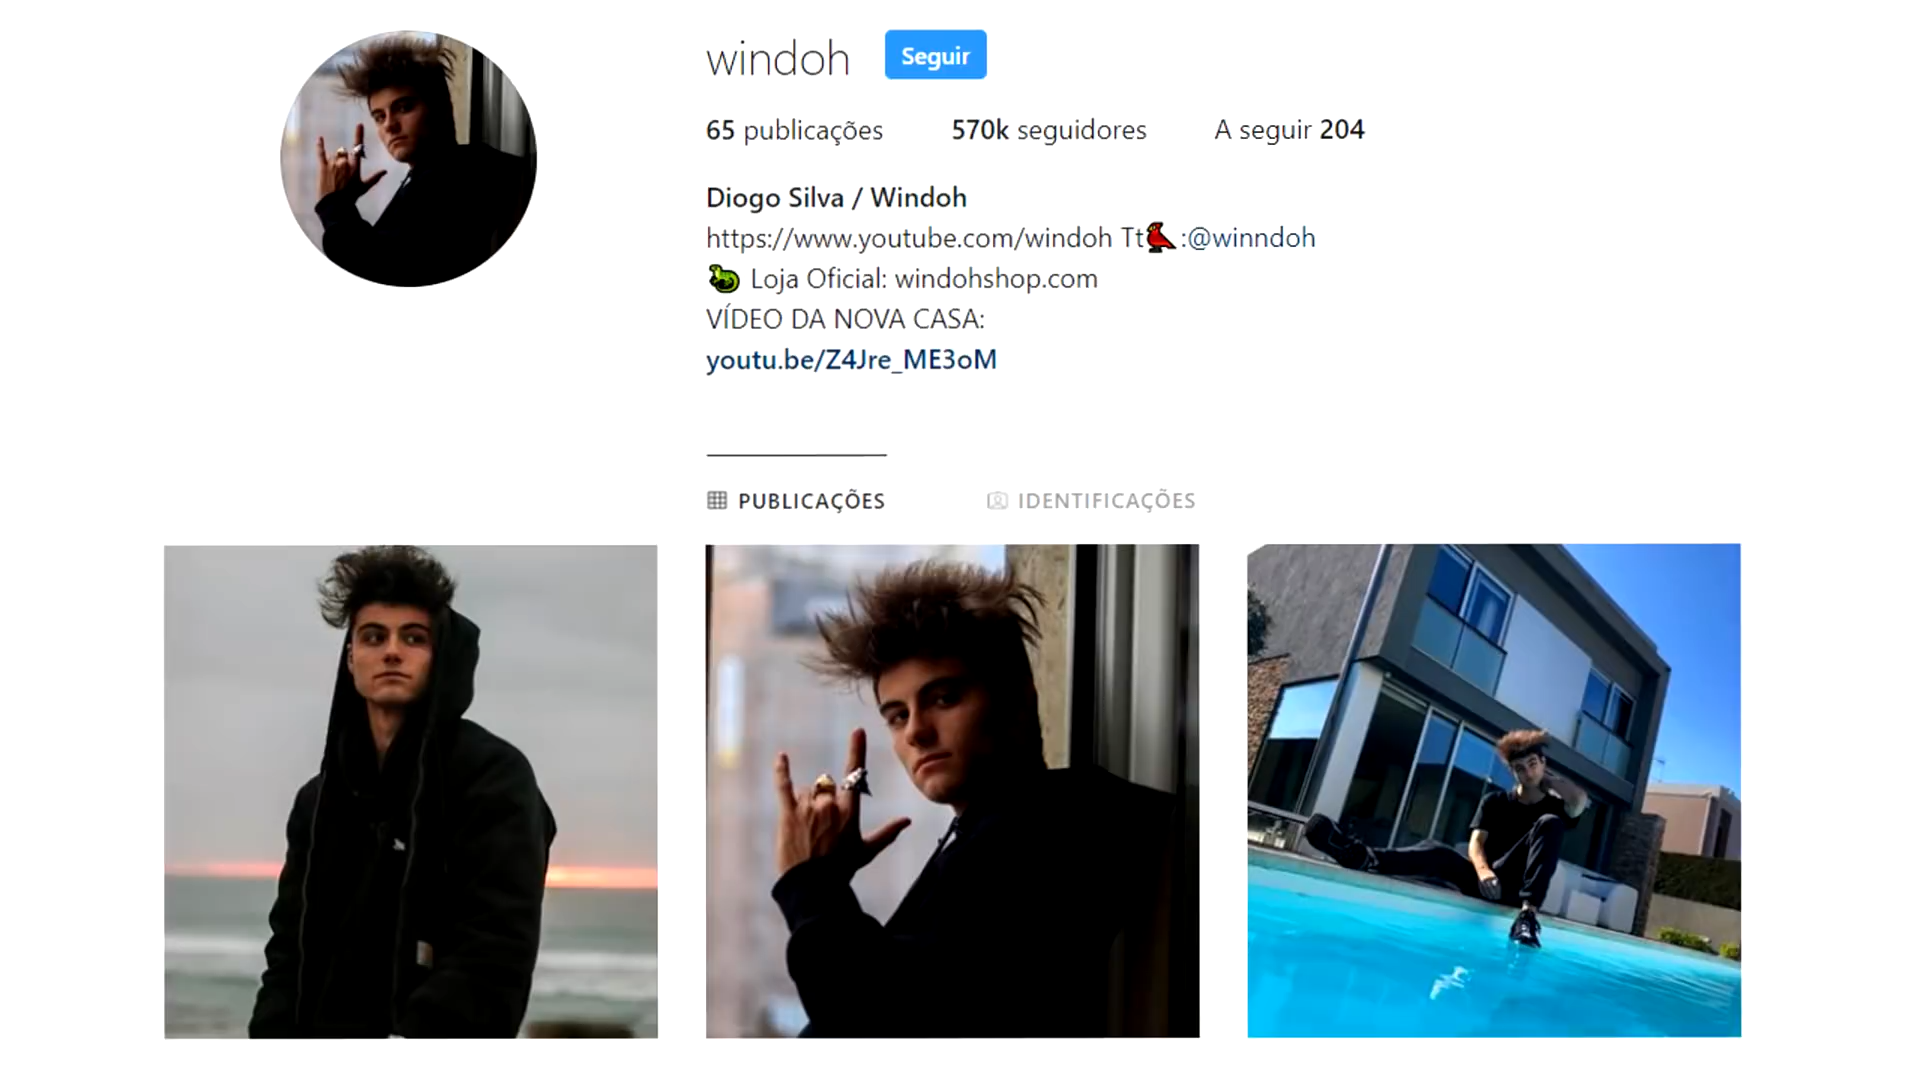 windoh Seguir
65 publicações 570k seguidores A seguir 204
Diogo Silva / Windoh
https://www.youtube.com/windoh Tt🐦:@winndoh
🐍 Loja Oficial: windohshop.com
VÍDEO DA NOVA CASA:
youtu.be/Z4Jre_ME3oM
PUBLICAÇÕES IDENTIFICAÇÕES